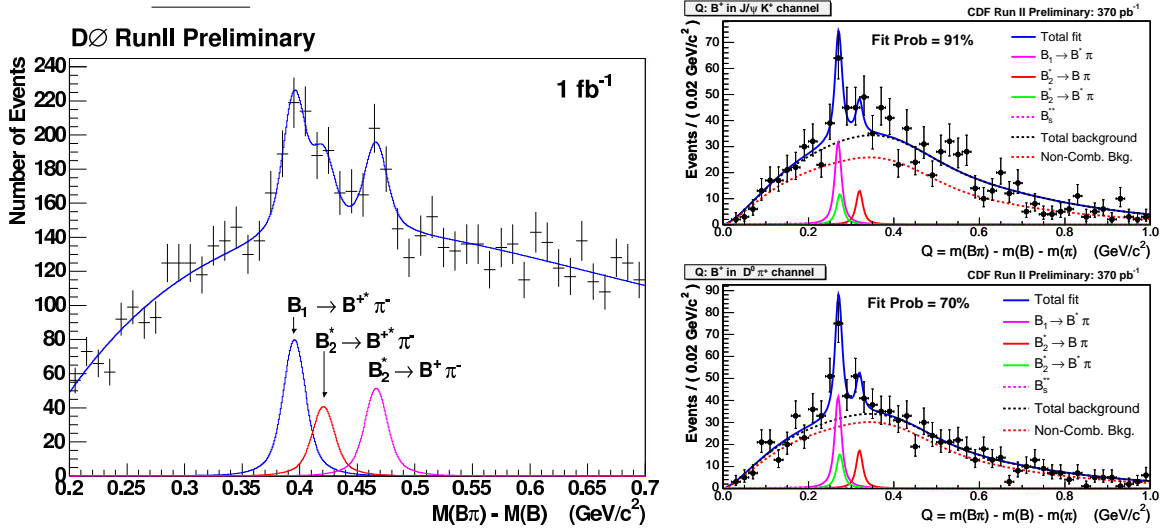 DØ RunII Preliminary
1 fb⁻¹
Number of Events
240
220
200
180
160
140
120
100
80
60
40
20
0
B₁ → B⁺* π⁻
B₂* → B⁺* π⁻
B₂* → B⁺ π⁻
0.2 0.25 0.3 0.35 0.4 0.45 0.5 0.55 0.6 0.65 0.7
M(Bπ) - M(B) (GeV/c²)
Q: B⁺ in J/ψ K⁺ channel
CDF Run II Preliminary: 370 pb⁻¹
Fit Prob = 91%
Events / ( 0.02 GeV/c² )
70
60
50
40
30
20
10
0
Total fit
B₁ → B* π
B₂* → B π
B₂* → B* π
Bₛ**
Total background
Non-Comb. Bkg.
0.0 0.2 0.4 0.6 0.8 1.0
Q = m(Bπ) - m(B) - m(π) (GeV/c²)
Q: B⁺ in D⁰ π⁺ channel
CDF Run II Preliminary: 370 pb⁻¹
Fit Prob = 70%
Events / ( 0.02 GeV/c² )
90
80
70
60
50
40
30
20
10
0
Total fit
B₁ → B* π
B₂* → B π
B₂* → B* π
Bₛ**
Total background
Non-Comb. Bkg.
0.0 0.2 0.4 0.6 0.8 1.0
Q = m(Bπ) - m(B) - m(π) (GeV/c²)